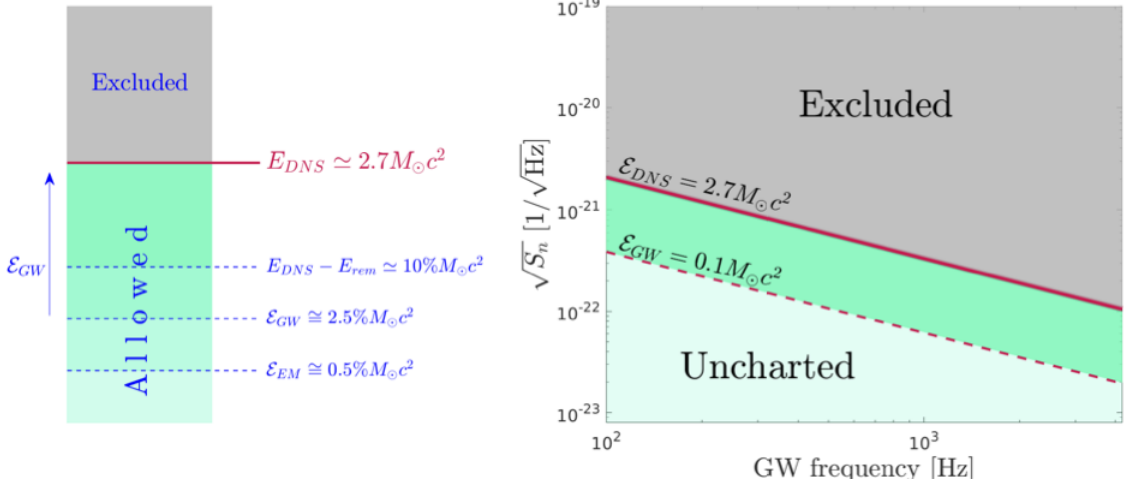 Excluded
E_{DNS} ≃ 2.7M_⊙c^2
Allowed
ℰ_{GW}
E_{DNS} − E_{rem} ≃ 10%M_⊙c^2
ℰ_{GW} ≅ 2.5%M_⊙c^2
ℰ_{EM} ≅ 0.5%M_⊙c^2
√S_n [1/√Hz]
10^{-19}
10^{-20}
10^{-21}
10^{-22}
10^{-23}
Excluded
ℰ_{DNS} = 2.7M_⊙c^2
ℰ_{GW} = 0.1M_⊙c^2
Uncharted
10^2
10^3
GW frequency [Hz]